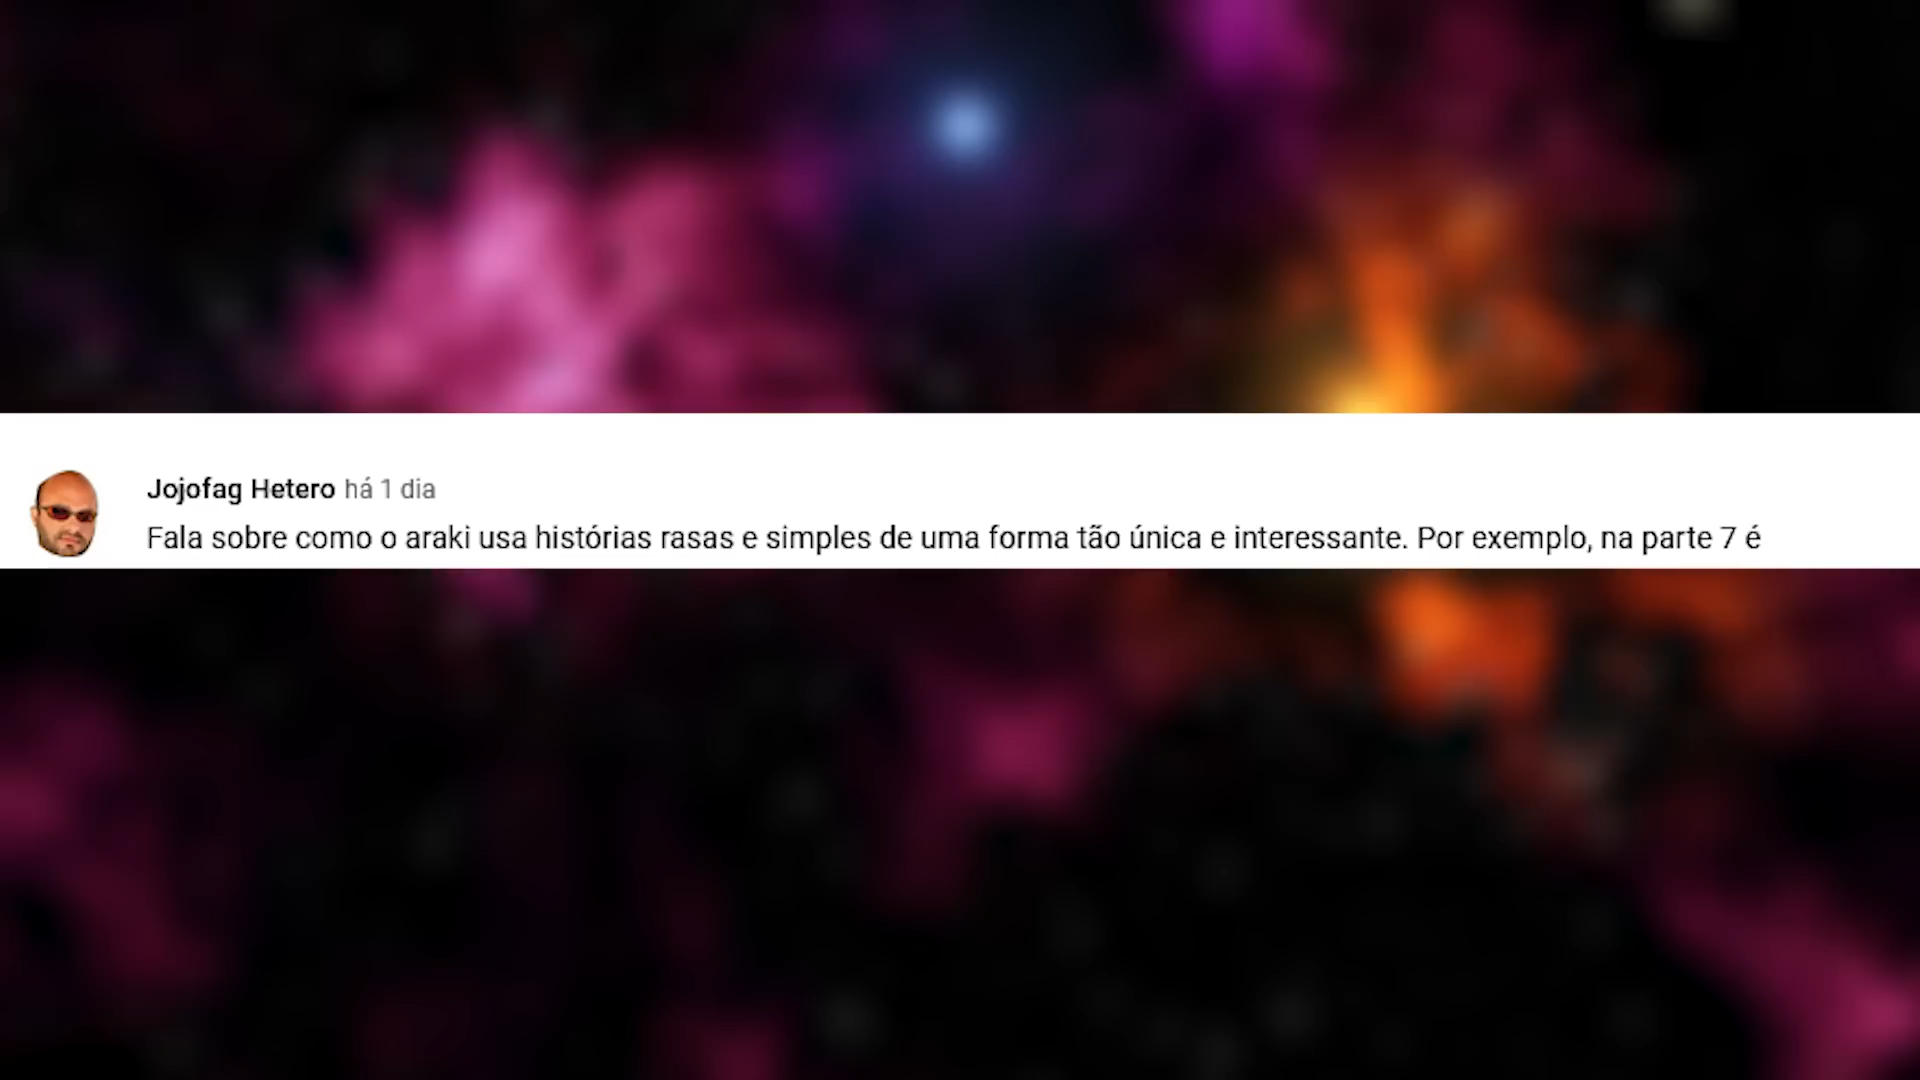 Jojofag Hetero há 1 dia
Fala sobre como o araki usa histórias rasas e simples de uma forma tão única e interessante. Por exemplo, na parte 7 é